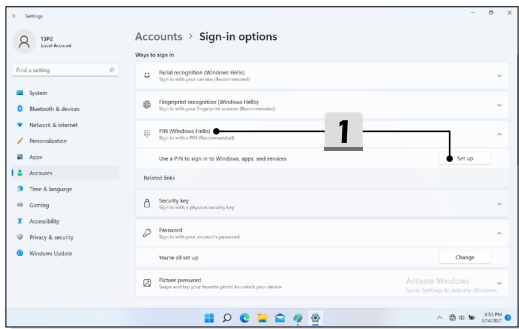 Settings
13P2
Local Account
Find a setting
System
Bluetooth & devices
Network & internet
Personalization
Apps
Accounts
Time & language
Gaming
Accessibility
Privacy & security
Windows Update
Accounts > Sign-in options
Ways to sign in
Facial recognition (Windows Hello)
Sign in with your camera (Recommended)
Fingerprint recognition (Windows Hello)
Sign in with your fingerprint scanner (Recommended)
PIN (Windows Hello)
Sign in with a PIN (Recommended)
1
Use a PIN to sign in to Windows, apps, and services
Set up
Related links
Security key
Sign in with a physical security key
Password
Sign in with your account's password
You're all set up
Change
Picture password
Swipe and tap your favorite photo to unlock your device
Activate Windows
Go to Settings to activate Windows.
6:55 PM
9/14/2021